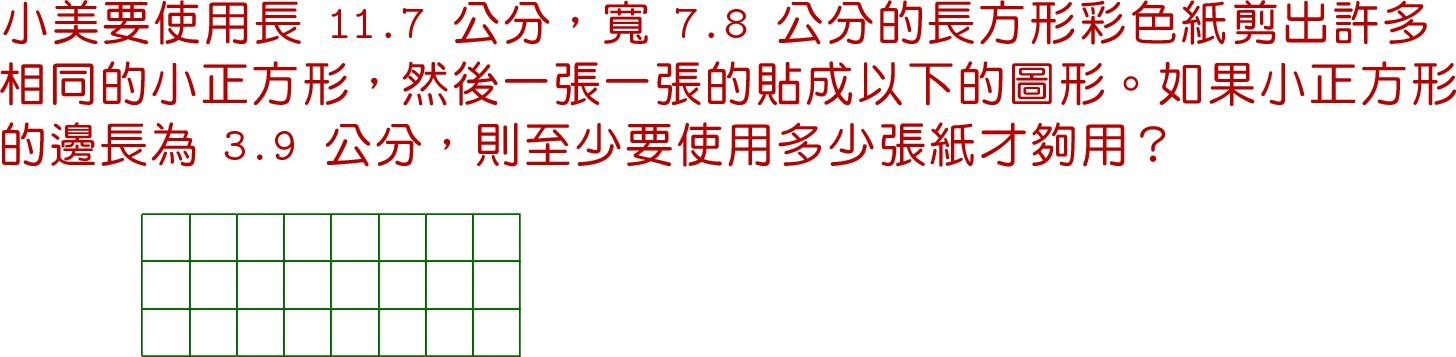 小美要使用長 11.7 公分，寬 7.8 公分的長方形彩色紙剪出許多
相同的小正方形，然後一張一張的貼成以下的圖形。如果小正方形
的邊長為 3.9 公分，則至少要使用多少張紙才夠用？